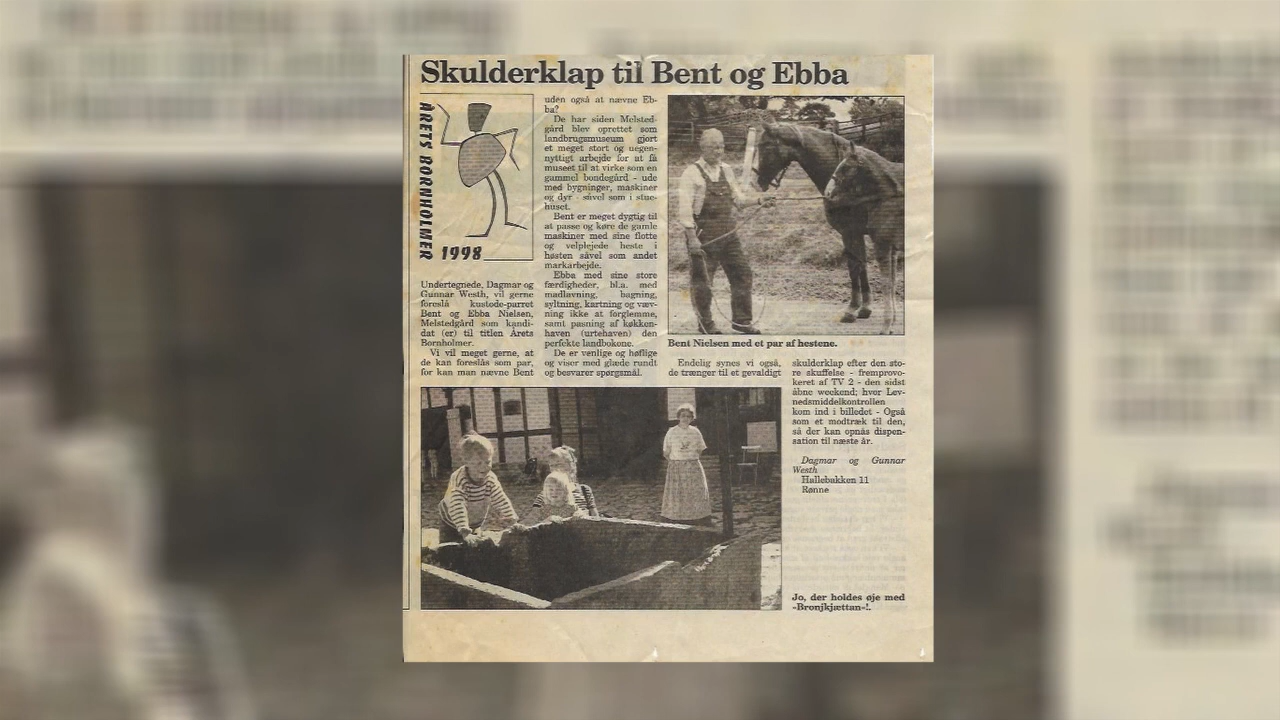 Skulderklap til Bent og Ebba
ÅRETS BORNHOLMER
1998
Undertegnede, Dagmar og
Gunnar Westh, vil gerne
foreslå kustode-parret
Bent og Ebba Nielsen,
Melstedgård som kandi-
dat (er) til titlen Årets
Bornholmer.
Vi vil meget gerne, at
de kan foreslås som par,
for kan man nævne Bent
uden også at nævne Eb-
ba?
De har siden Melsted-
gård blev oprettet som
landbrugsmuseum gjort
et meget stort og uegen-
nyttigt arbejde for at få
museet til at virke som en
gammel bondegård - ude
med bygninger, maskiner
og dyr - såvel som i stue-
huset.
Bent er meget dygtig til
at passe og køre de gamle
maskiner med sine flotte
og velplejede heste i
høsten såvel som andet
markarbejde.
Ebba med sine store
færdigheder, bl.a. med
madlavning, bagning,
syltning, kartning og væv-
ning ikke at forglemme,
samt pasning af køkken-
haven (urtehaven) den
perfekte landbokone.
De er venlige og høflige
og viser med glæde rundt
og besvarer spørgsmål.
Bent Nielsen med et par af hestene.
Endelig synes vi også,
de trænger til et gevaldigt
skulderklap efter den sto-
re skuffelse - fremprovo-
keret af TV 2 - den sidst
åbne weekend; hvor Lev-
nedsmiddelkontrollen
kom ind i billedet - Også
som et modtræk til den,
så der kan opnås dispen-
sation til næste år.
Dagmar og Gunnar
Westh
Hallebakken 11
Rønne
Jo, der holdes øje med
»Bronjkjættan«!.